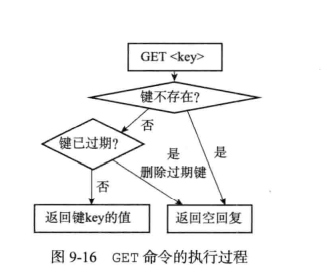 GET <key>
键不存在?
否
键已过期?
是
是
删除过期键
否
返回键key的值
返回空回复
图 9-16 GET 命令的执行过程